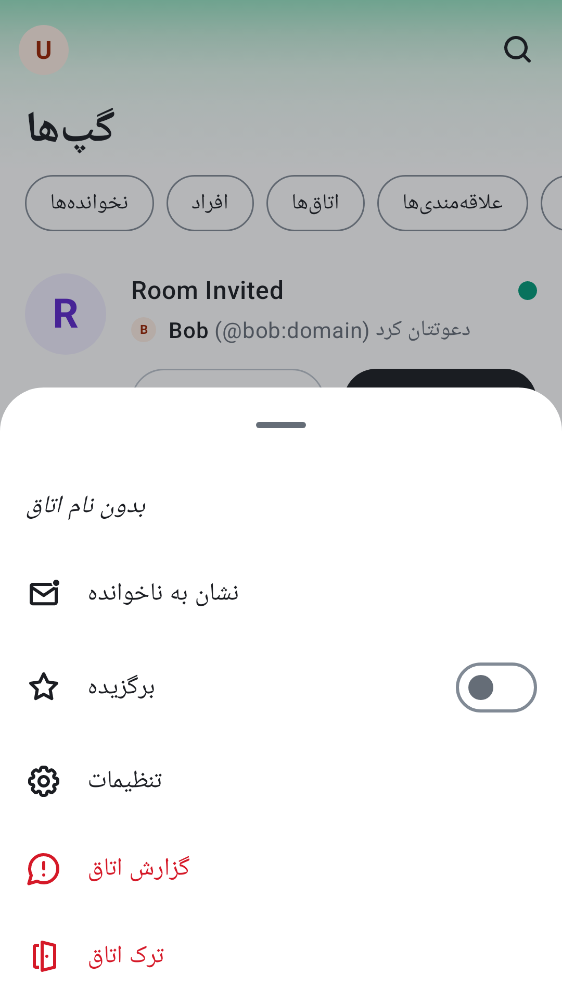 U
گپ‌ها
نخوانده‌ها
افراد
اتاق‌ها
علاقه‌مندی‌ها
R
Room Invited
B
Bob (@bob:domain) دعوتتان کرد
بدون نام اتاق
نشان به ناخوانده
برگزیده
تنظیمات
گزارش اتاق
ترک اتاق